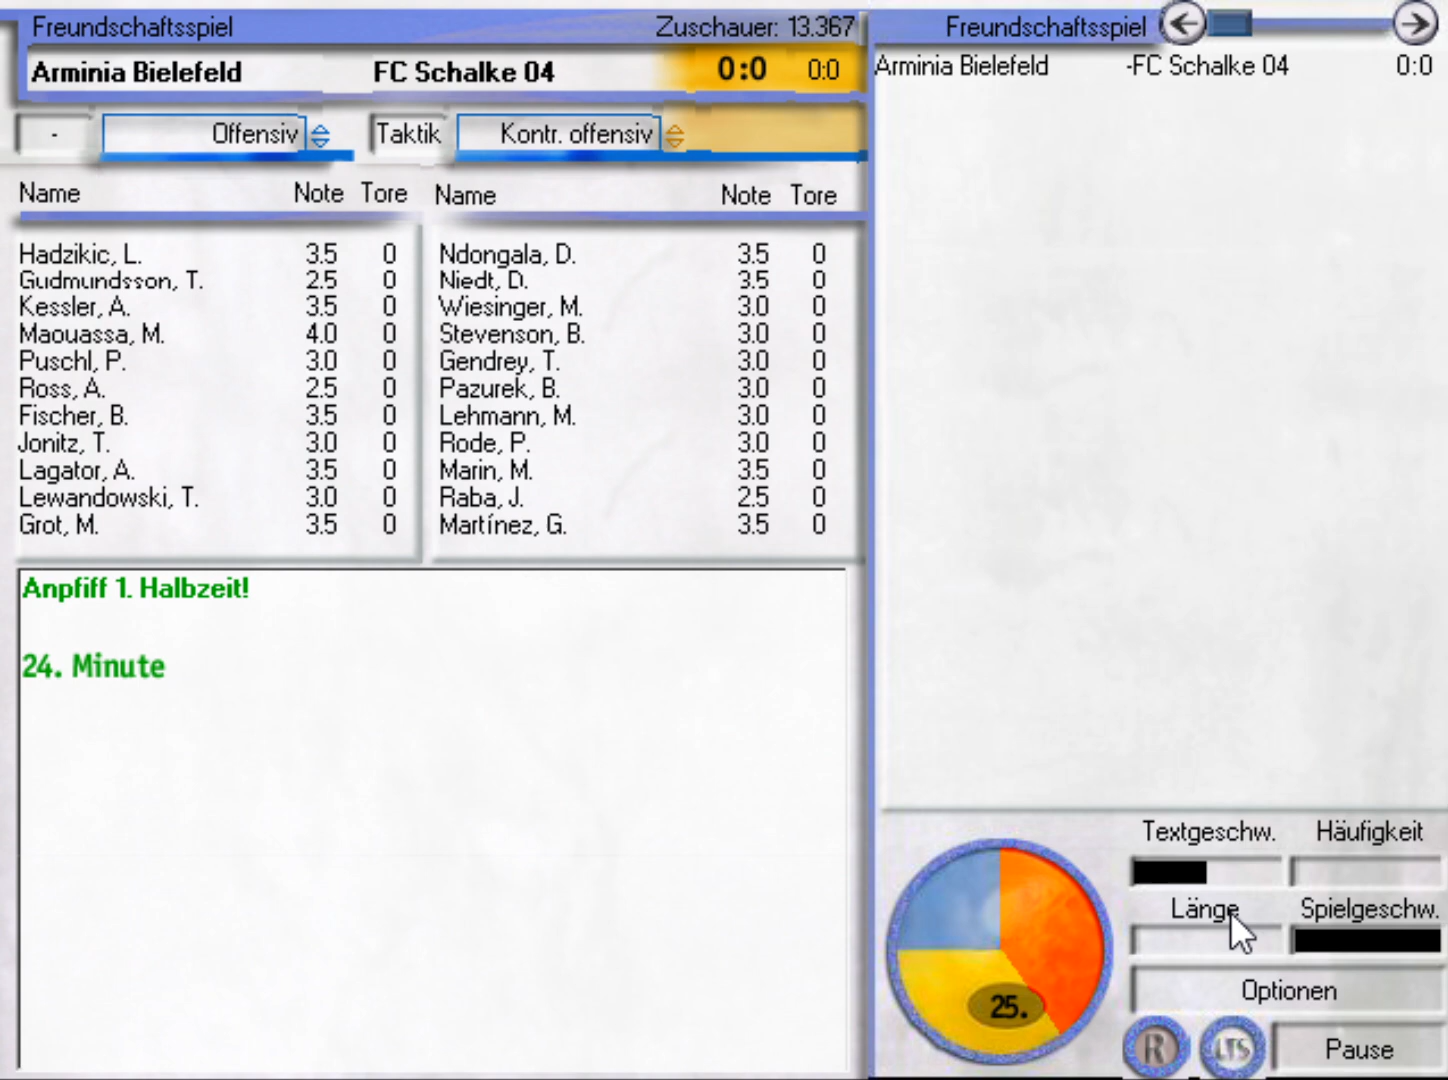 Freundschaftsspiel Zuschauer: 13.367
Arminia Bielefeld FC Schalke 04 0:0 0:0
- Offensiv Taktik Kontr. offensiv
Name Note Tore Name Note Tore
Hadzikic, L. 3.5 0 Ndongala, D. 3.5 0
Gudmundsson, T. 2.5 0 Niedt, D. 3.5 0
Kessler, A. 3.5 0 Wiesinger, M. 3.0 0
Maouassa, M. 4.0 0 Stevenson, B. 3.0 0
Puschl, P. 3.0 0 Gendrey, T. 3.0 0
Ross, A. 2.5 0 Pazurek, B. 3.0 0
Fischer, B. 3.5 0 Lehmann, M. 3.0 0
Jonitz, T. 3.0 0 Rode, P. 3.0 0
Lagator, A. 3.5 0 Marin, M. 3.5 0
Lewandowski, T. 3.0 0 Raba, J. 2.5 0
Grot, M. 3.5 0 Martínez, G. 3.5 0
Anpfiff 1. Halbzeit!
24. Minute
Freundschaftsspiel
Arminia Bielefeld -FC Schalke 04 0:0
Textgeschw. Häufigkeit
Länge Spielgeschw.
25.
Optionen
R LTS Pause